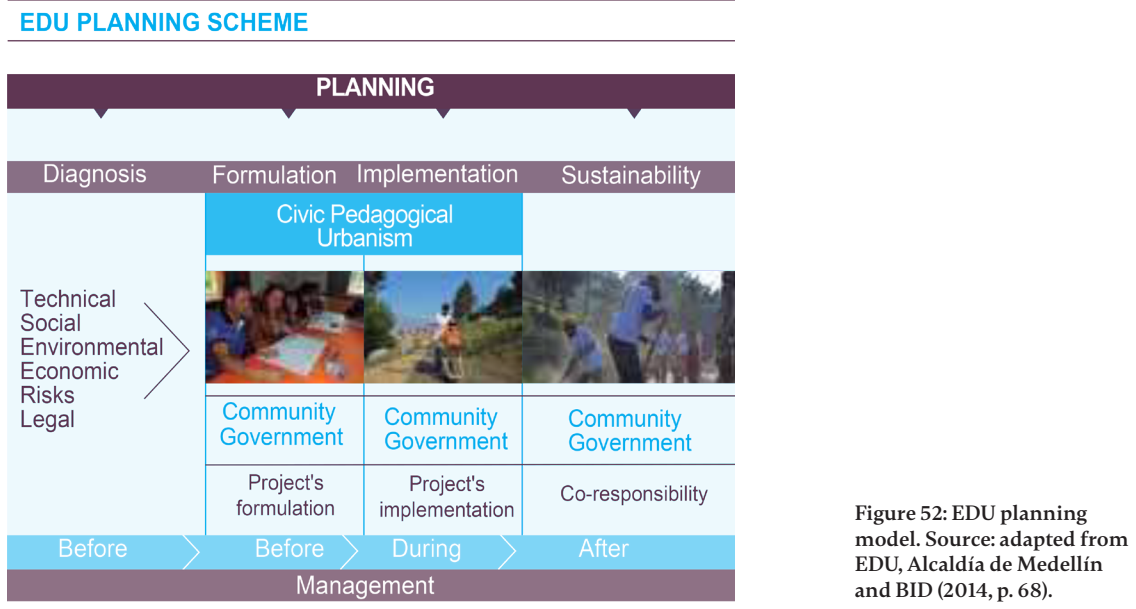 EDU PLANNING SCHEME
PLANNING
Diagnosis Formulation Implementation Sustainability
Civic Pedagogical
Urbanism
Technical
Social
Environmental
Economic
Risks
Legal
Community
Government
Community
Government
Community
Government
Project's
formulation
Project's
implementation
Co-responsibility
Before Before During After
Management
Figure 52: EDU planning
model. Source: adapted from
EDU, Alcaldía de Medellín
and BID (2014, p. 68).